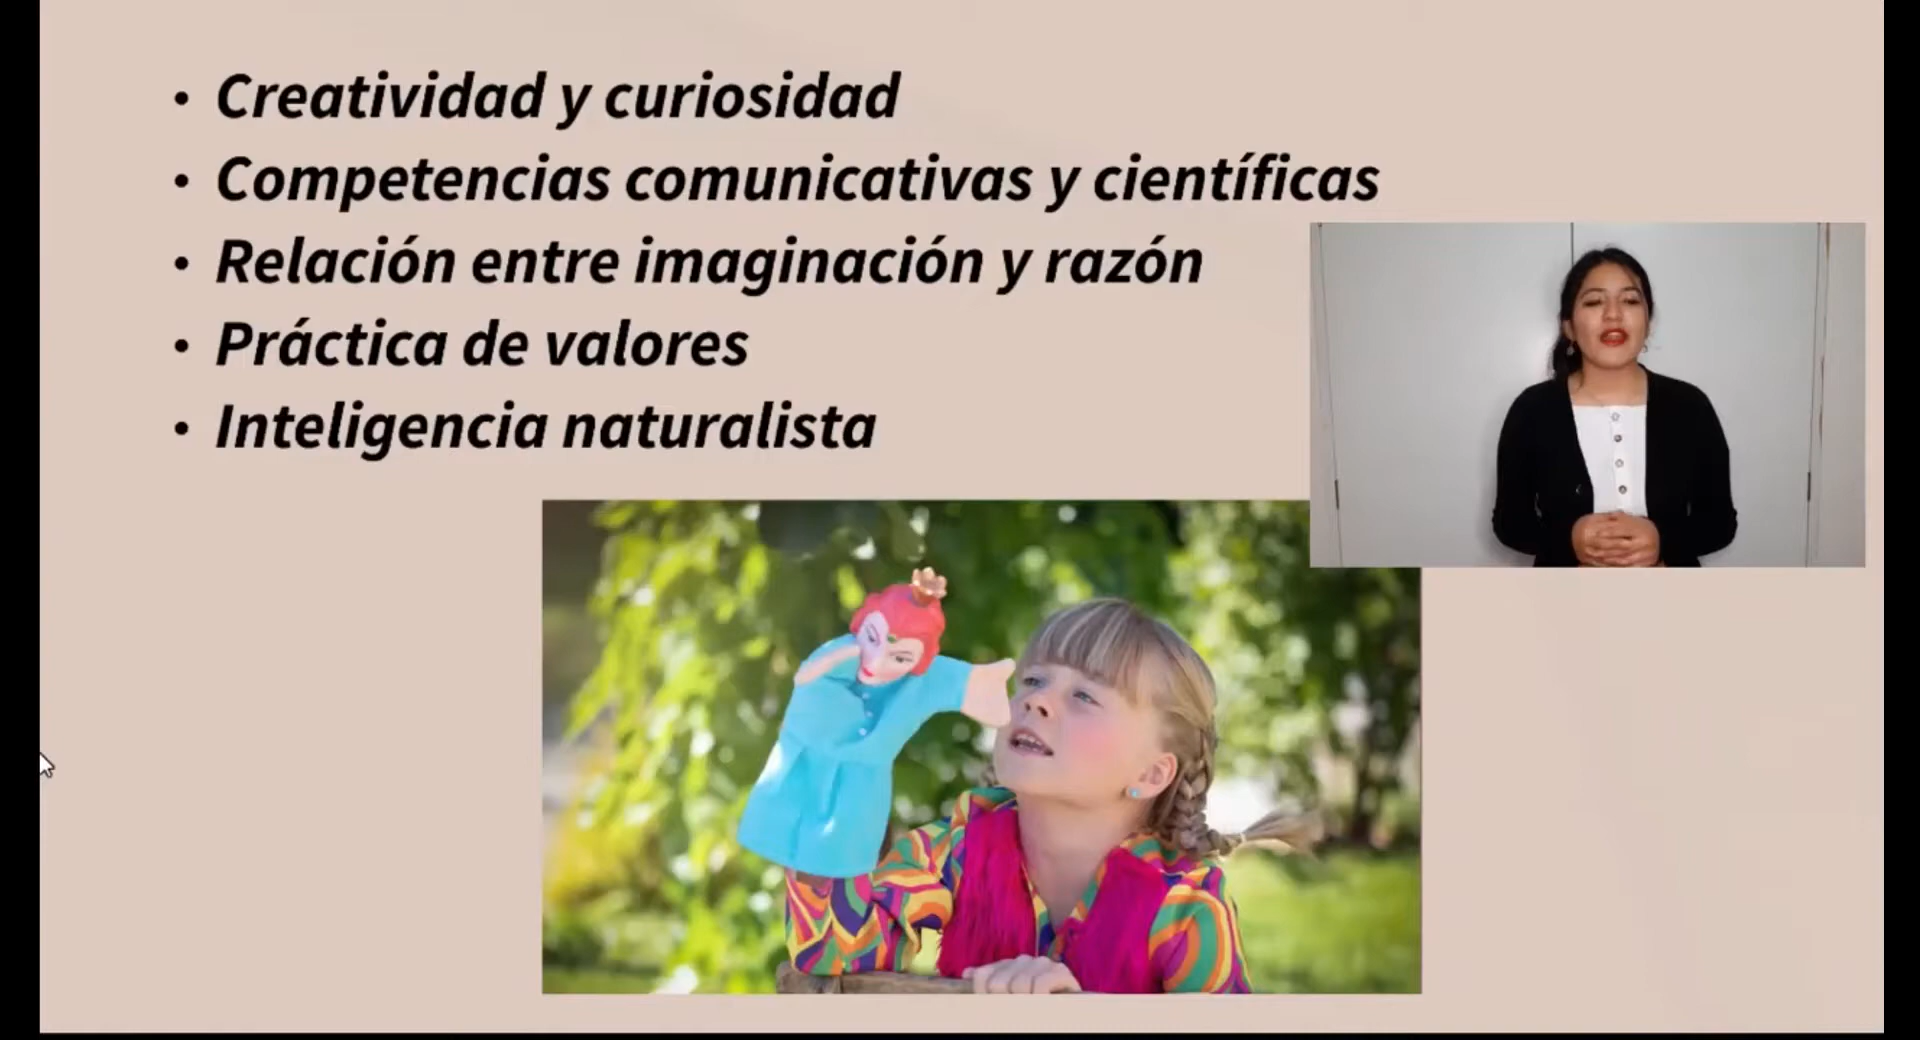 • Creatividad y curiosidad
• Competencias comunicativas y científicas
• Relación entre imaginación y razón
• Práctica de valores
• Inteligencia naturalista